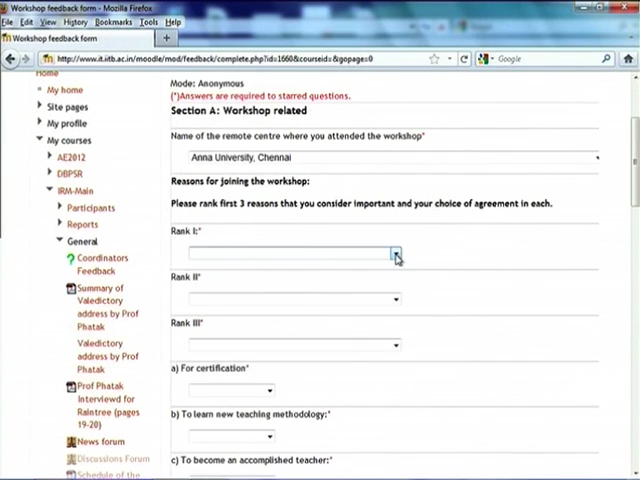 Workshop feedback form - Mozilla Firefox
File Edit View History Bookmarks Tools Help
Workshop feedback form
http://www.it.iitb.ac.in/moodle/mod/feedback/complete.php?id=1660&courseid=&gopage=0
Google
Home
My home
Site pages
My profile
My courses
AE2012
DBPSR
IRM-Main
Participants
Reports
General
Coordinators
Feedback
Summary of
Valedictory
address by Prof
Phatak
Valedictory
address by Prof
Phatak
Prof Phatak
Interviewd for
Raintree (pages
19-20)
News forum
Discussions Forum
Schedule of the
Mode: Anonymous
(*)Answers are required to starred questions.
Section A: Workshop related
Name of the remote centre where you attended the workshop*
Anna University, Chennai
Reasons for joining the workshop:
Please rank first 3 reasons that you consider important and your choice of agreement in each.
Rank I:*
Rank II*
Rank III*
a) For certification*
b) To learn new teaching methodology:*
c) To become an accomplished teacher:*